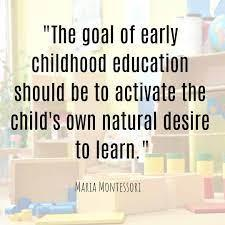 "The goal of early
childhood education
should be to activate the
child's own natural desire
to learn."
Maria Montessori